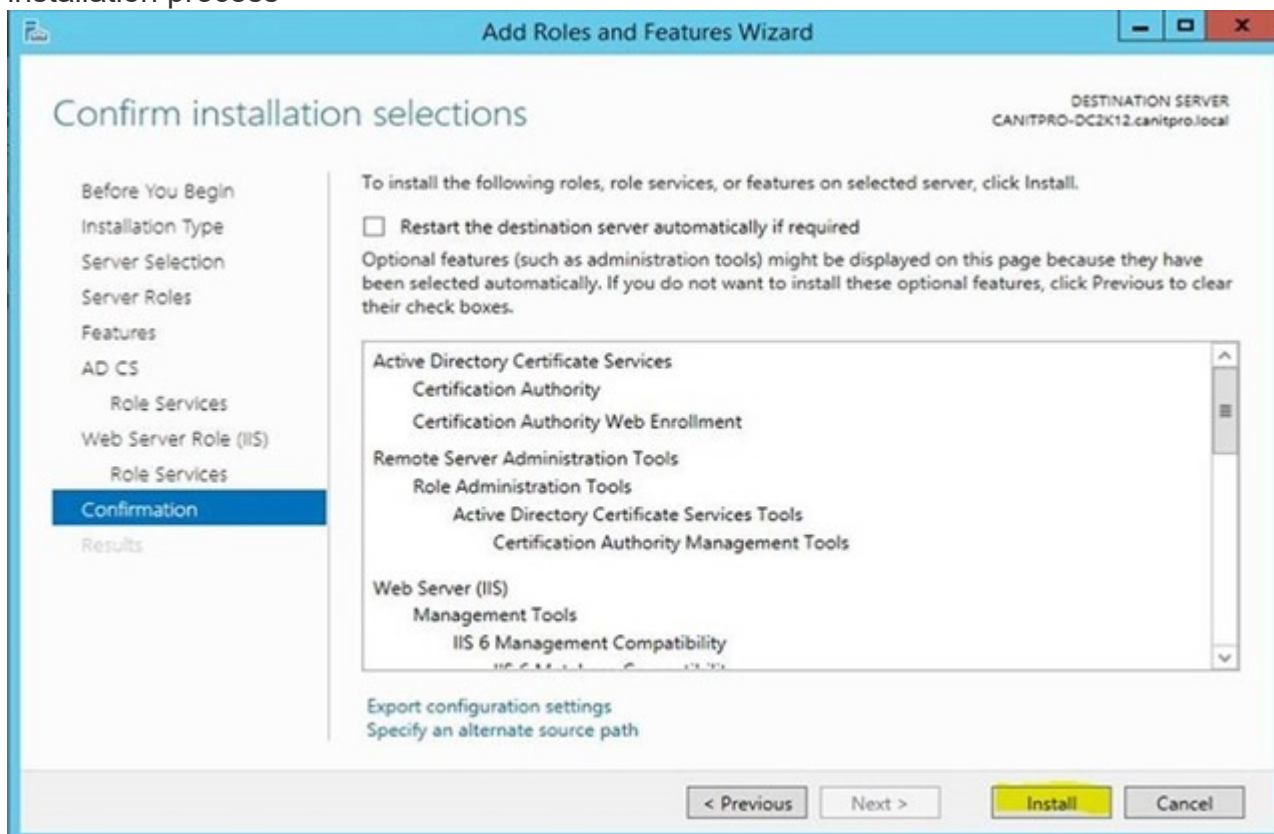 installation process
Add Roles and Features Wizard
Confirm installation selections
DESTINATION SERVER
CANITPRO-DC2K12.canitpro.local
Before You Begin
Installation Type
Server Selection
Server Roles
Features
AD CS
Role Services
Web Server Role (IIS)
Role Services
Confirmation
Results
To install the following roles, role services, or features on selected server, click Install.
Restart the destination server automatically if required
Optional features (such as administration tools) might be displayed on this page because they have
been selected automatically. If you do not want to install these optional features, click Previous to clear
their check boxes.
Active Directory Certificate Services
Certification Authority
Certification Authority Web Enrollment
Remote Server Administration Tools
Role Administration Tools
Active Directory Certificate Services Tools
Certification Authority Management Tools
Web Server (IIS)
Management Tools
IIS 6 Management Compatibility
Export configuration settings
Specify an alternate source path
< Previous
Next >
Install
Cancel